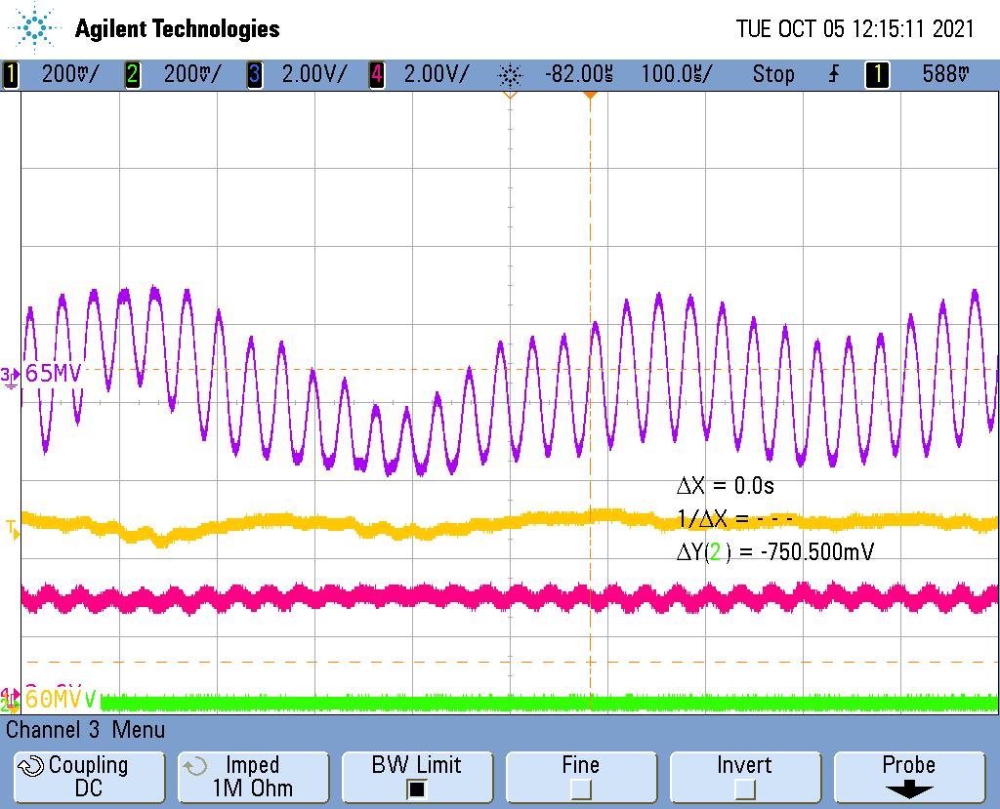 Agilent Technologies
TUE OCT 05 12:15:11 2021
1 200mV/ 2 200mV/ 3 2.00V/ 4 2.00V/ -82.00µs 100.0µs/ Stop 1 588mV
3 65MV
T
ΔX = 0.0s
1/ΔX = - - -
ΔY(2) = -750.500mV
60MV V
Channel 3 Menu
Coupling Imped BW Limit Fine Invert Probe
DC 1M Ohm